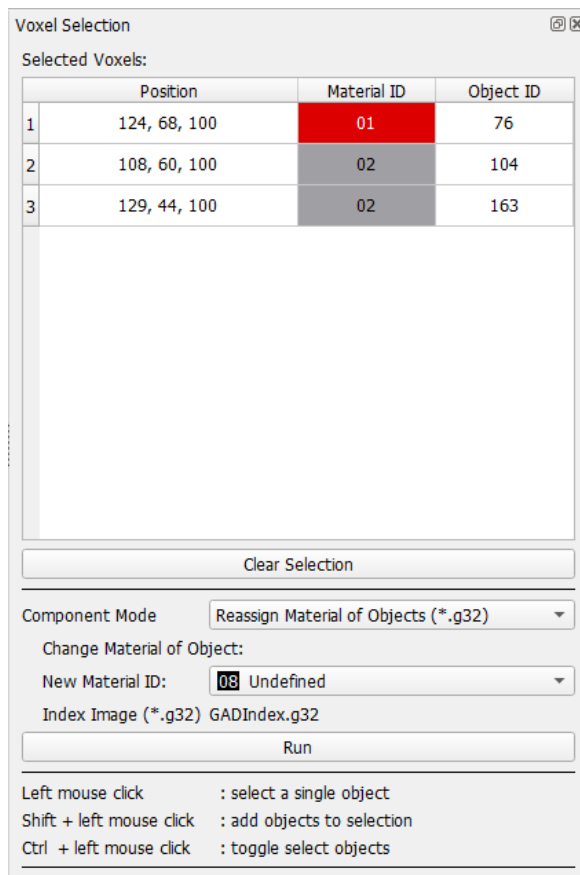 Voxel Selection
Selected Voxels:
Position Material ID Object ID
1 124, 68, 100 01 76
2 108, 60, 100 02 104
3 129, 44, 100 02 163
Clear Selection
Component Mode Reassign Material of Objects (*.g32)
Change Material of Object:
New Material ID: 08 Undefined
Index Image (*.g32) GADIndex.g32
Run
Left mouse click : select a single object
Shift + left mouse click : add objects to selection
Ctrl + left mouse click : toggle select objects